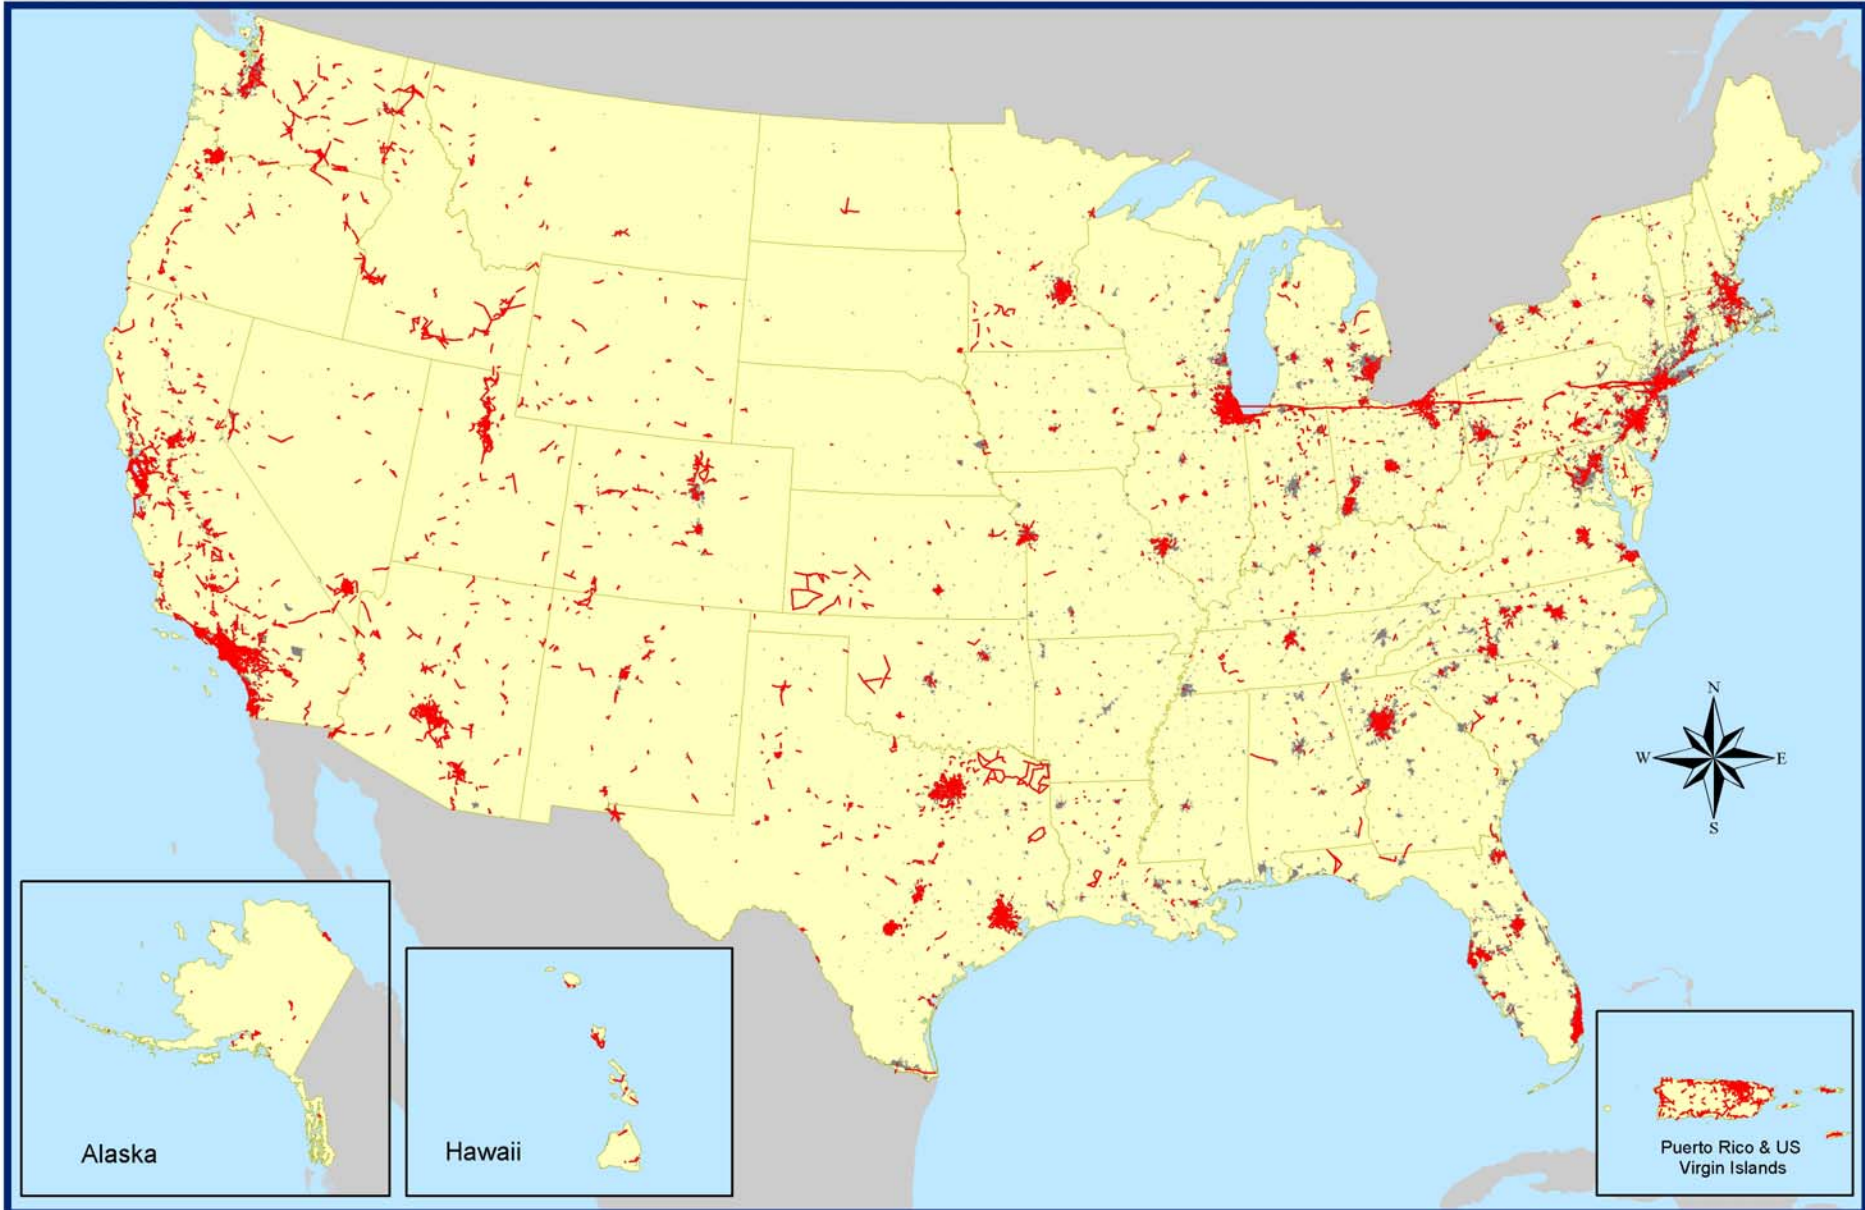 N
W
E
S
Alaska
Hawaii
Puerto Rico & US
Virgin Islands